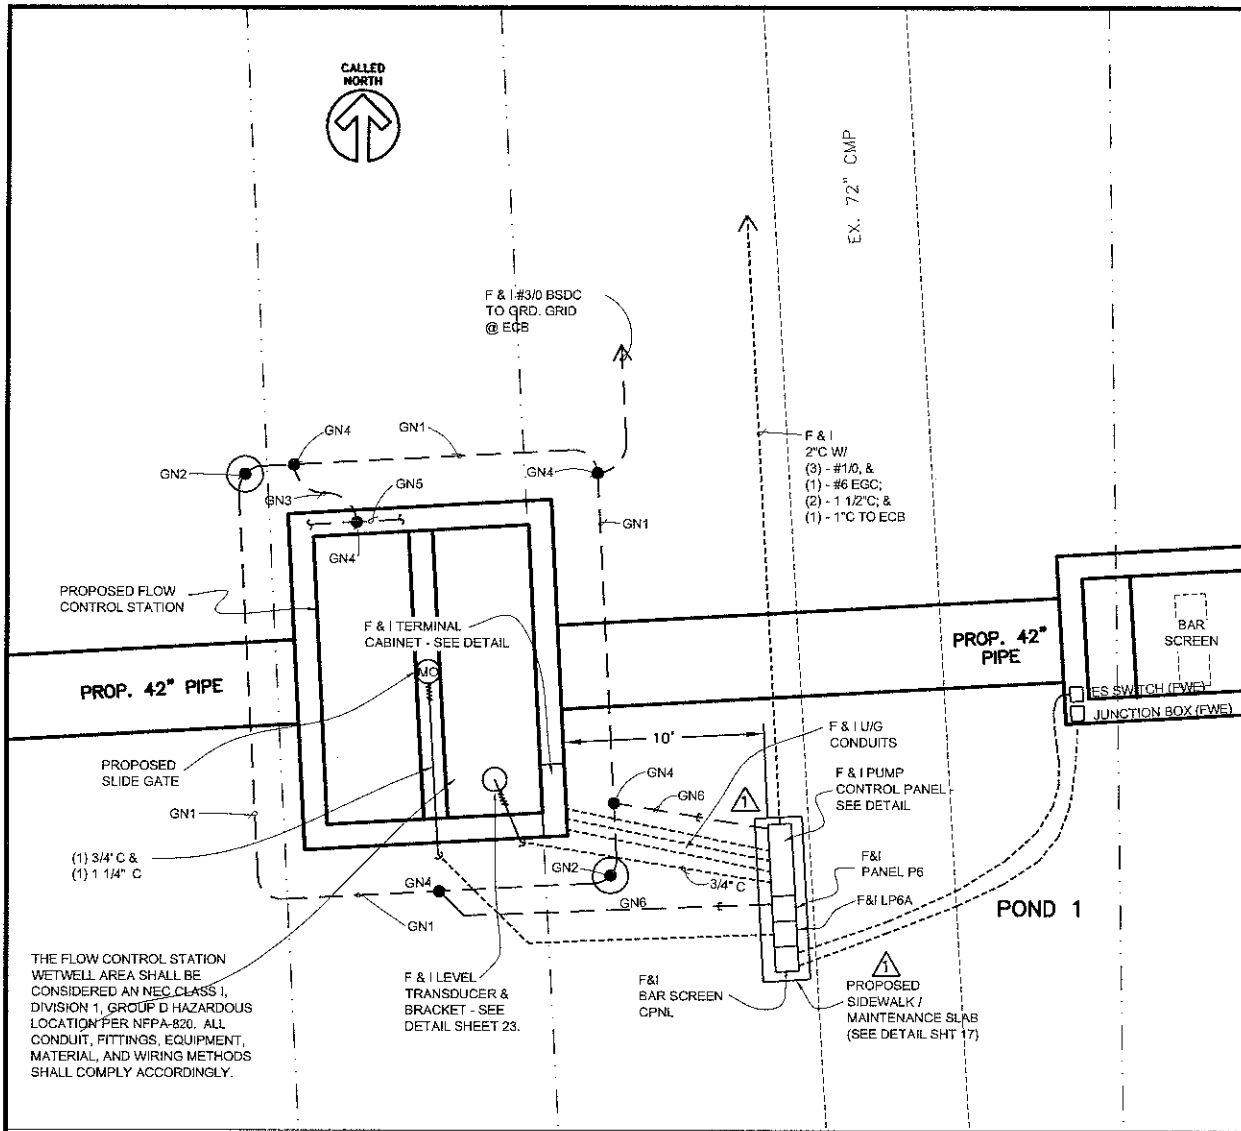 CALLED
NORTH
EX. 72" CMP
F & I #3/0 BSDC
TO GRD. GRID
@ ECB
GN4
GN1
GN2
GN4
GN3
GN5
GN4
GN1
F & I
2"C W/
(3) - #1/0, &
(1) - #6 EGC;
(2) - 1 1/2"C; &
(1) - 1"C TO ECB
PROPOSED FLOW
CONTROL STATION
F & I TERMINAL
CABINET - SEE DETAIL
MO
PROP. 42" PIPE
PROP. 42"
PIPE
BAR
SCREEN
ES SWITCH (FWE)
JUNCTION BOX (FWE)
PROPOSED
SLIDE GATE
10'
F & I U/G
CONDUITS
F & I PUMP
CONTROL PANEL -
SEE DETAIL
GN4
GN6
1
GN1
(1) 3/4" C &
(1) 1 1/4" C
GN2
GN4
3/4" C
GN6
GN1
F&I
PANEL P6
F&I LP6A
POND 1
THE FLOW CONTROL STATION
WETWELL AREA SHALL BE
CONSIDERED AN NEC CLASS I,
DIVISION 1, GROUP D HAZARDOUS
LOCATION PER NFPA-820. ALL
CONDUIT, FITTINGS, EQUIPMENT,
MATERIAL, AND WIRING METHODS
SHALL COMPLY ACCORDINGLY.
F & I LEVEL
TRANSDUCER &
BRACKET - SEE
DETAIL SHEET 23.
F&I
BAR SCREEN
CPNL
1
PROPOSED
SIDEWALK /
MAINTENANCE SLAB
(SEE DETAIL SHT 17)